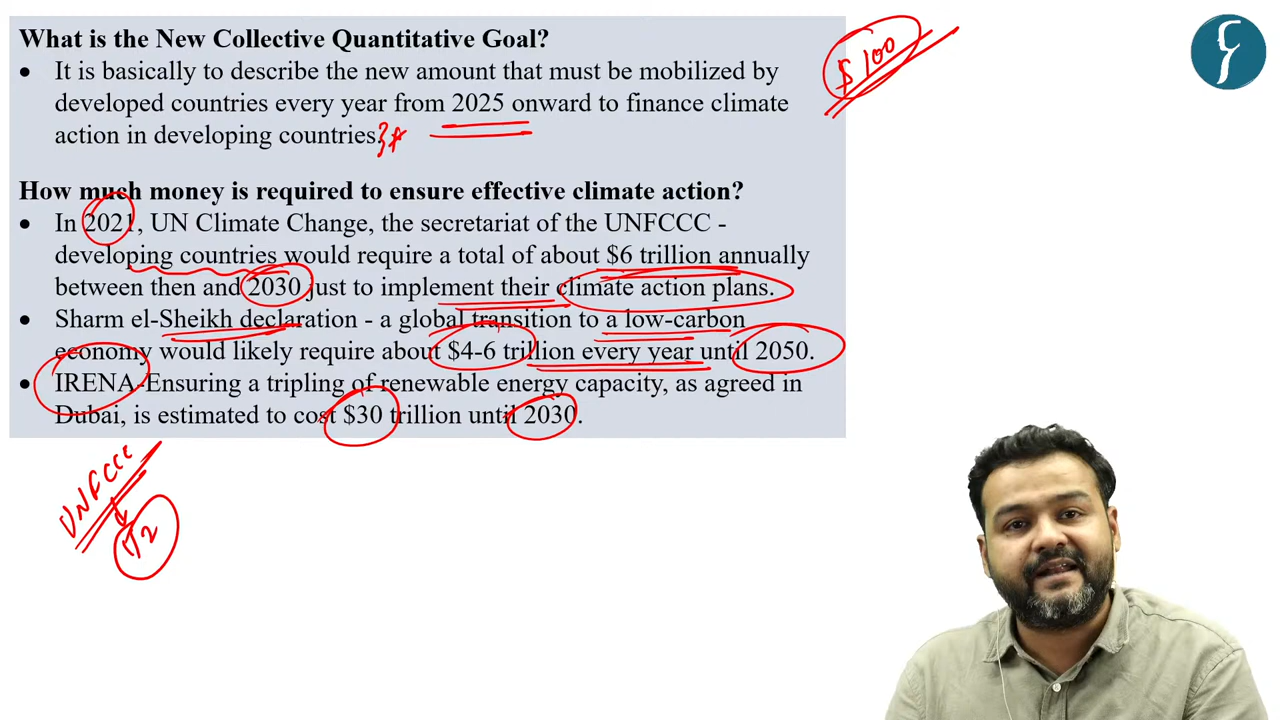 What is the New Collective Quantitative Goal?
• It is basically to describe the new amount that must be mobilized by
developed countries every year from 2025 onward to finance climate
action in developing countries.
$100
How much money is required to ensure effective climate action?
• In 2021, UN Climate Change, the secretariat of the UNFCCC -
developing countries would require a total of about $6 trillion annually
between then and 2030 just to implement their climate action plans.
• Sharm el-Sheikh declaration - a global transition to a low-carbon
economy would likely require about $4-6 trillion every year until 2050.
• IRENA-Ensuring a tripling of renewable energy capacity, as agreed in
Dubai, is estimated to cost $30 trillion until 2030.
UNFCCC